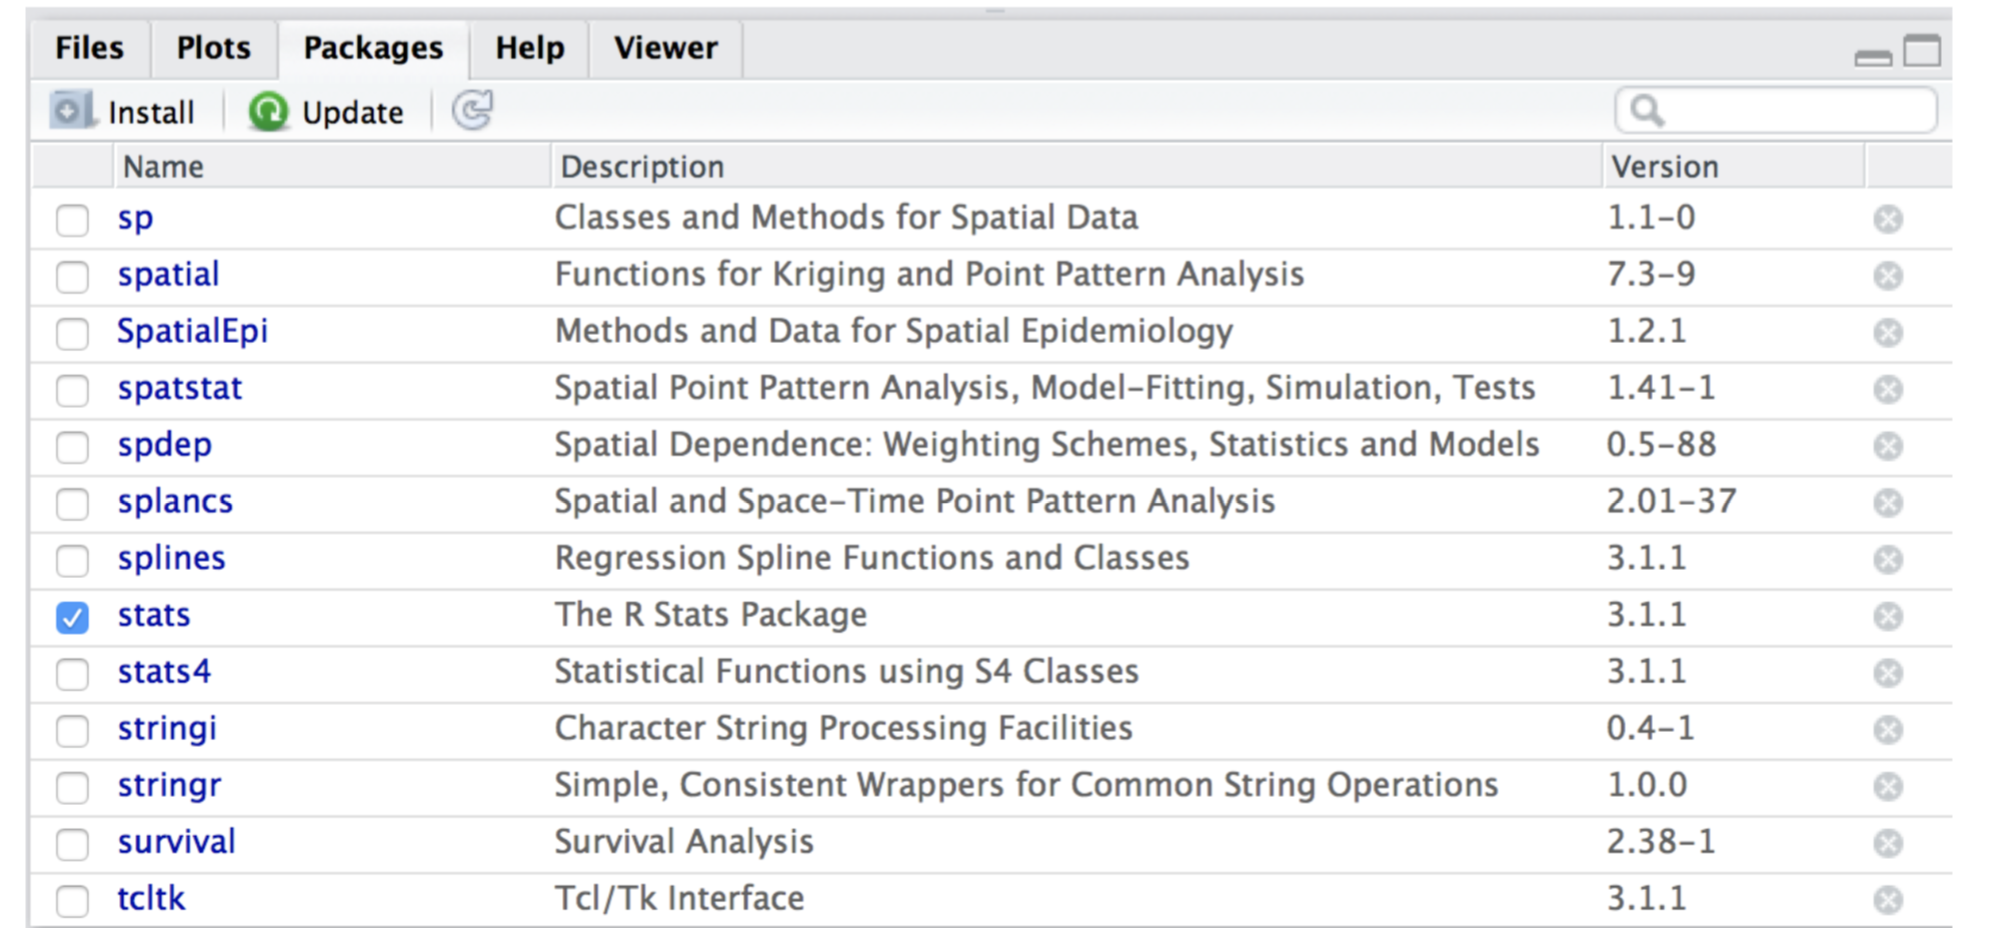 Files Plots Packages Help Viewer
Install Update
Name Description Version
sp Classes and Methods for Spatial Data 1.1-0
spatial Functions for Kriging and Point Pattern Analysis 7.3-9
SpatialEpi Methods and Data for Spatial Epidemiology 1.2.1
spatstat Spatial Point Pattern Analysis, Model-Fitting, Simulation, Tests 1.41-1
spdep Spatial Dependence: Weighting Schemes, Statistics and Models 0.5-88
splancs Spatial and Space-Time Point Pattern Analysis 2.01-37
splines Regression Spline Functions and Classes 3.1.1
stats The R Stats Package 3.1.1
stats4 Statistical Functions using S4 Classes 3.1.1
stringi Character String Processing Facilities 0.4-1
stringr Simple, Consistent Wrappers for Common String Operations 1.0.0
survival Survival Analysis 2.38-1
tcltk Tcl/Tk Interface 3.1.1